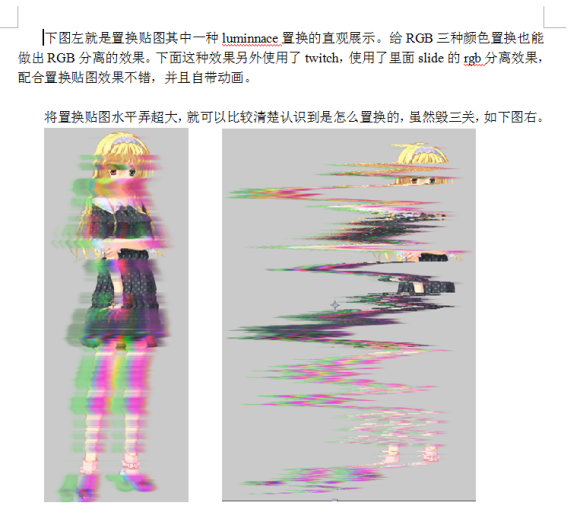 下图左就是置换贴图其中一种 luminnace 置换的直观展示。给 RGB 三种颜色置换也能
做出 RGB 分离的效果。下面这种效果另外使用了 twitch，使用了里面 slide 的 rgb 分离效果，
配合置换贴图效果不错，并且自带动画。
将置换贴图水平弄超大，就可以比较清楚认识到是怎么置换的，虽然毁三关，如下图右。